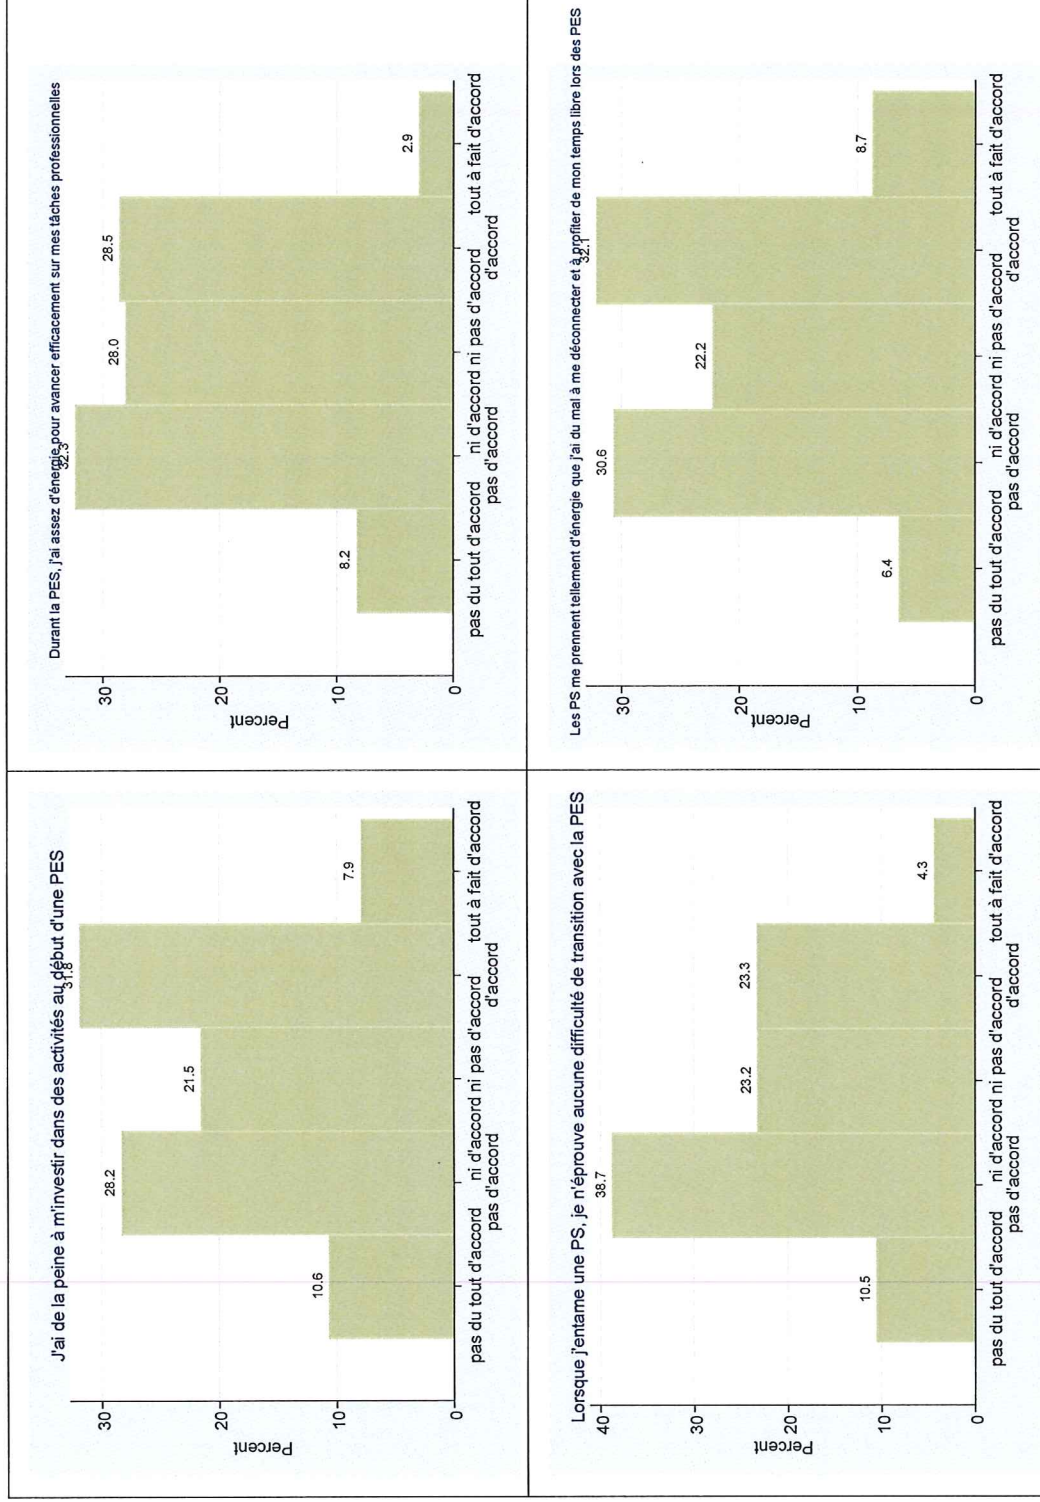 J'ai de la peine à m'investir dans des activités au début d'une PES
31.8
28.2
21.5
10.6
7.9
30
20
10
0
Percent
pas du tout d'accord ni d'accord ni pas d'accord tout à fait d'accord
pas d'accord d'accord
Durant la PES, j'ai assez d'énergie pour avancer efficacement sur mes tâches professionnelles
32.3
28.0
28.5
8.2
2.9
30
20
10
0
Percent
pas du tout d'accord ni d'accord ni pas d'accord tout à fait d'accord
pas d'accord d'accord
Lorsque j'entame une PS, je n'éprouve aucune difficulté de transition avec la PES
38.7
23.2
23.3
10.5
4.3
40
30
20
10
0
Percent
pas du tout d'accord ni d'accord ni pas d'accord tout à fait d'accord
pas d'accord d'accord
Les PS me prennent tellement d'énergie que j'ai du mal à me déconnecter et à profiter de mon temps libre lors des PES
32.1
30.6
22.2
8.7
6.4
30
20
10
0
Percent
pas du tout d'accord ni d'accord ni pas d'accord tout à fait d'accord
pas d'accord d'accord